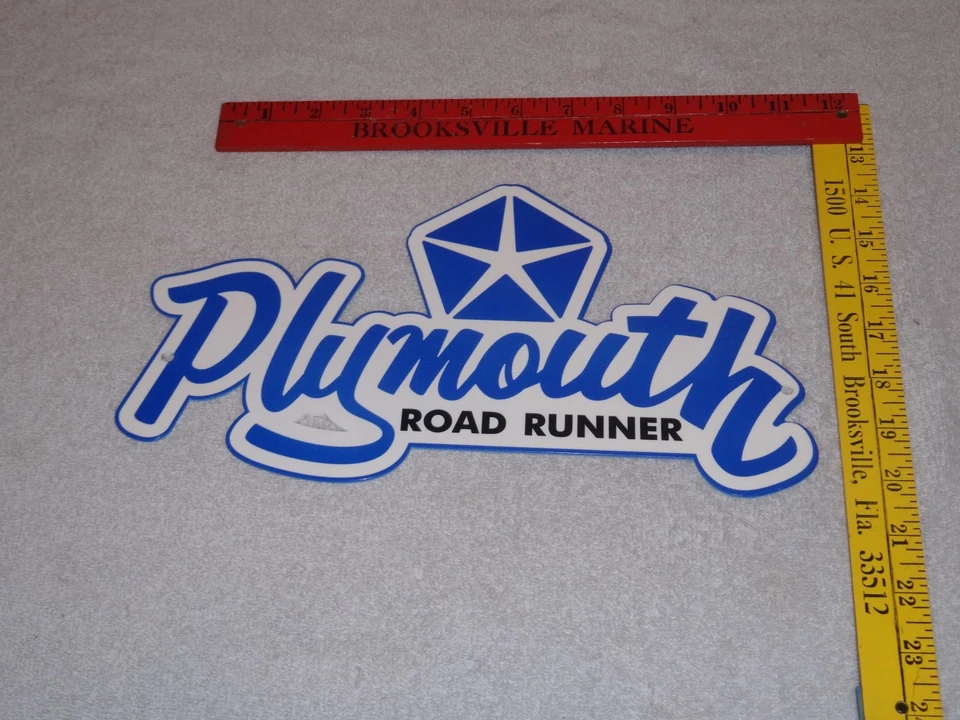 1 2 3 4 5 6 7 8 9 10 11 12
BROOKSVILLE MARINE
Plymouth
ROAD RUNNER
13 14 15 16 17 18 19 20 21 22 23
1500 U. S. 41 South Brooksville, Fla. 33512